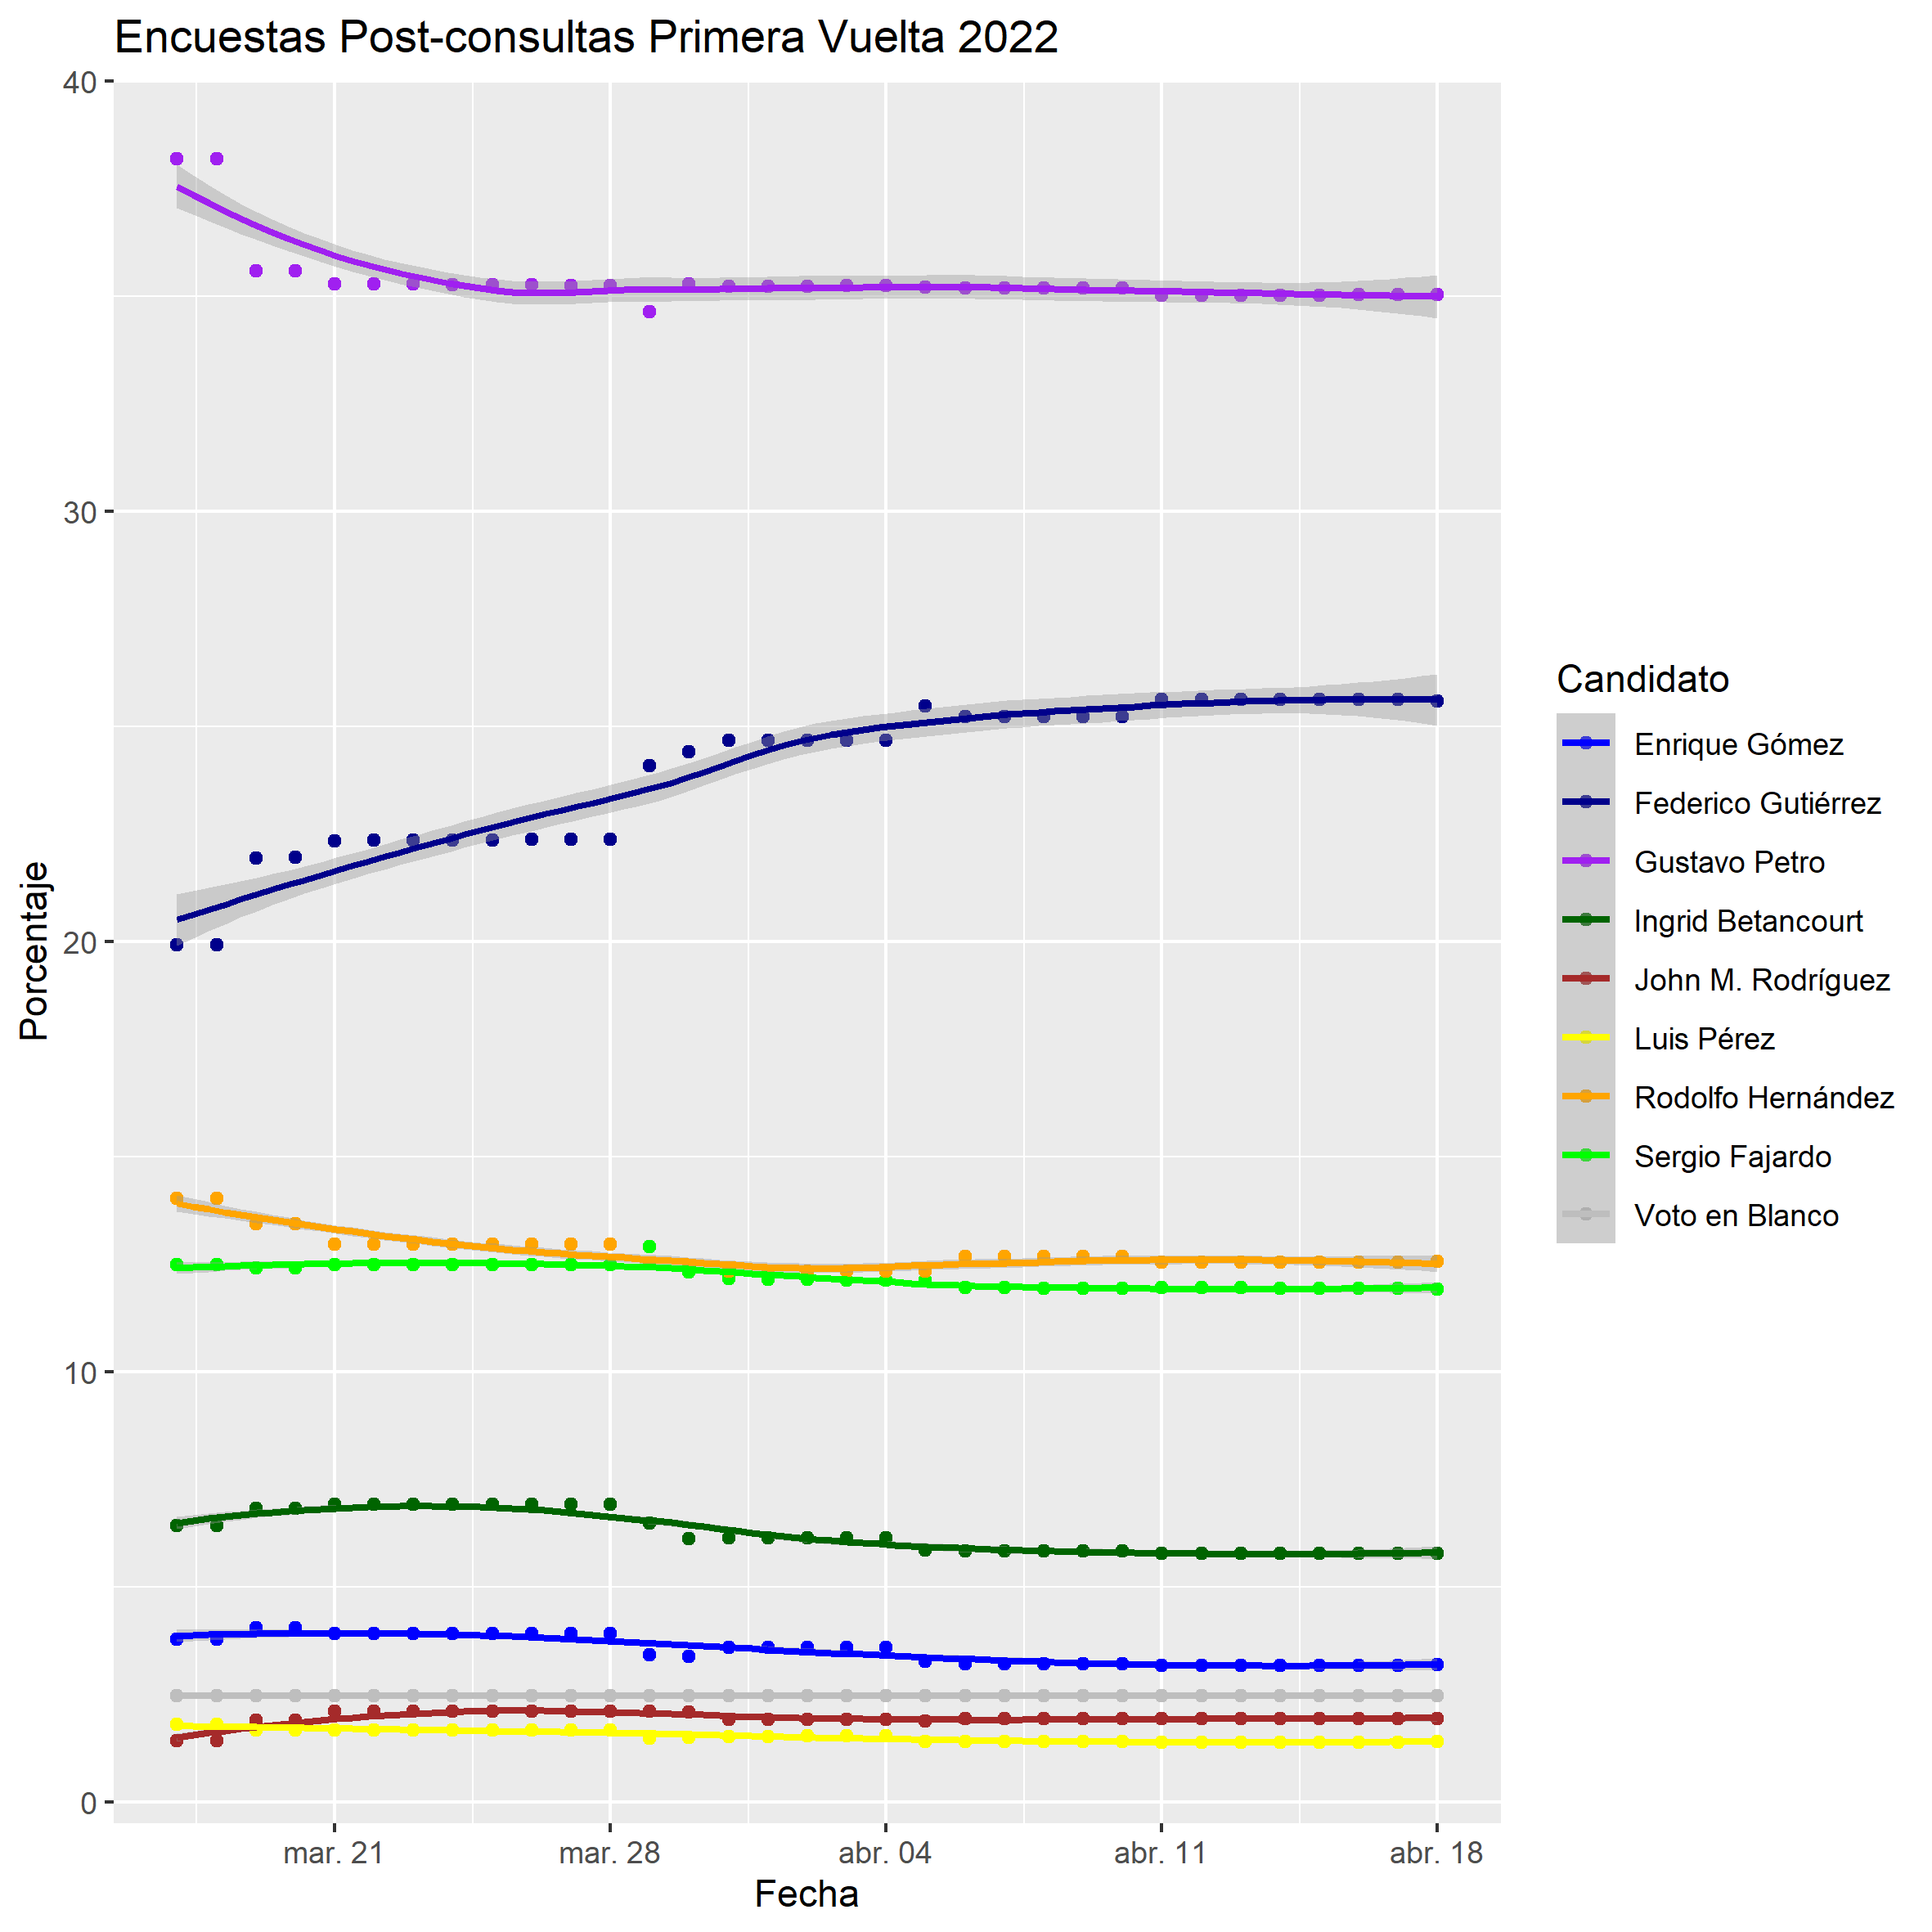 Encuestas Post-consultas Primera Vuelta 2022
40
30
20
10
0
Porcentaje
mar. 21
mar. 28
abr. 04
abr. 11
abr. 18
Fecha
Candidato
Enrique Gómez
Federico Gutiérrez
Gustavo Petro
Ingrid Betancourt
John M. Rodríguez
Luis Pérez
Rodolfo Hernández
Sergio Fajardo
Voto en Blanco